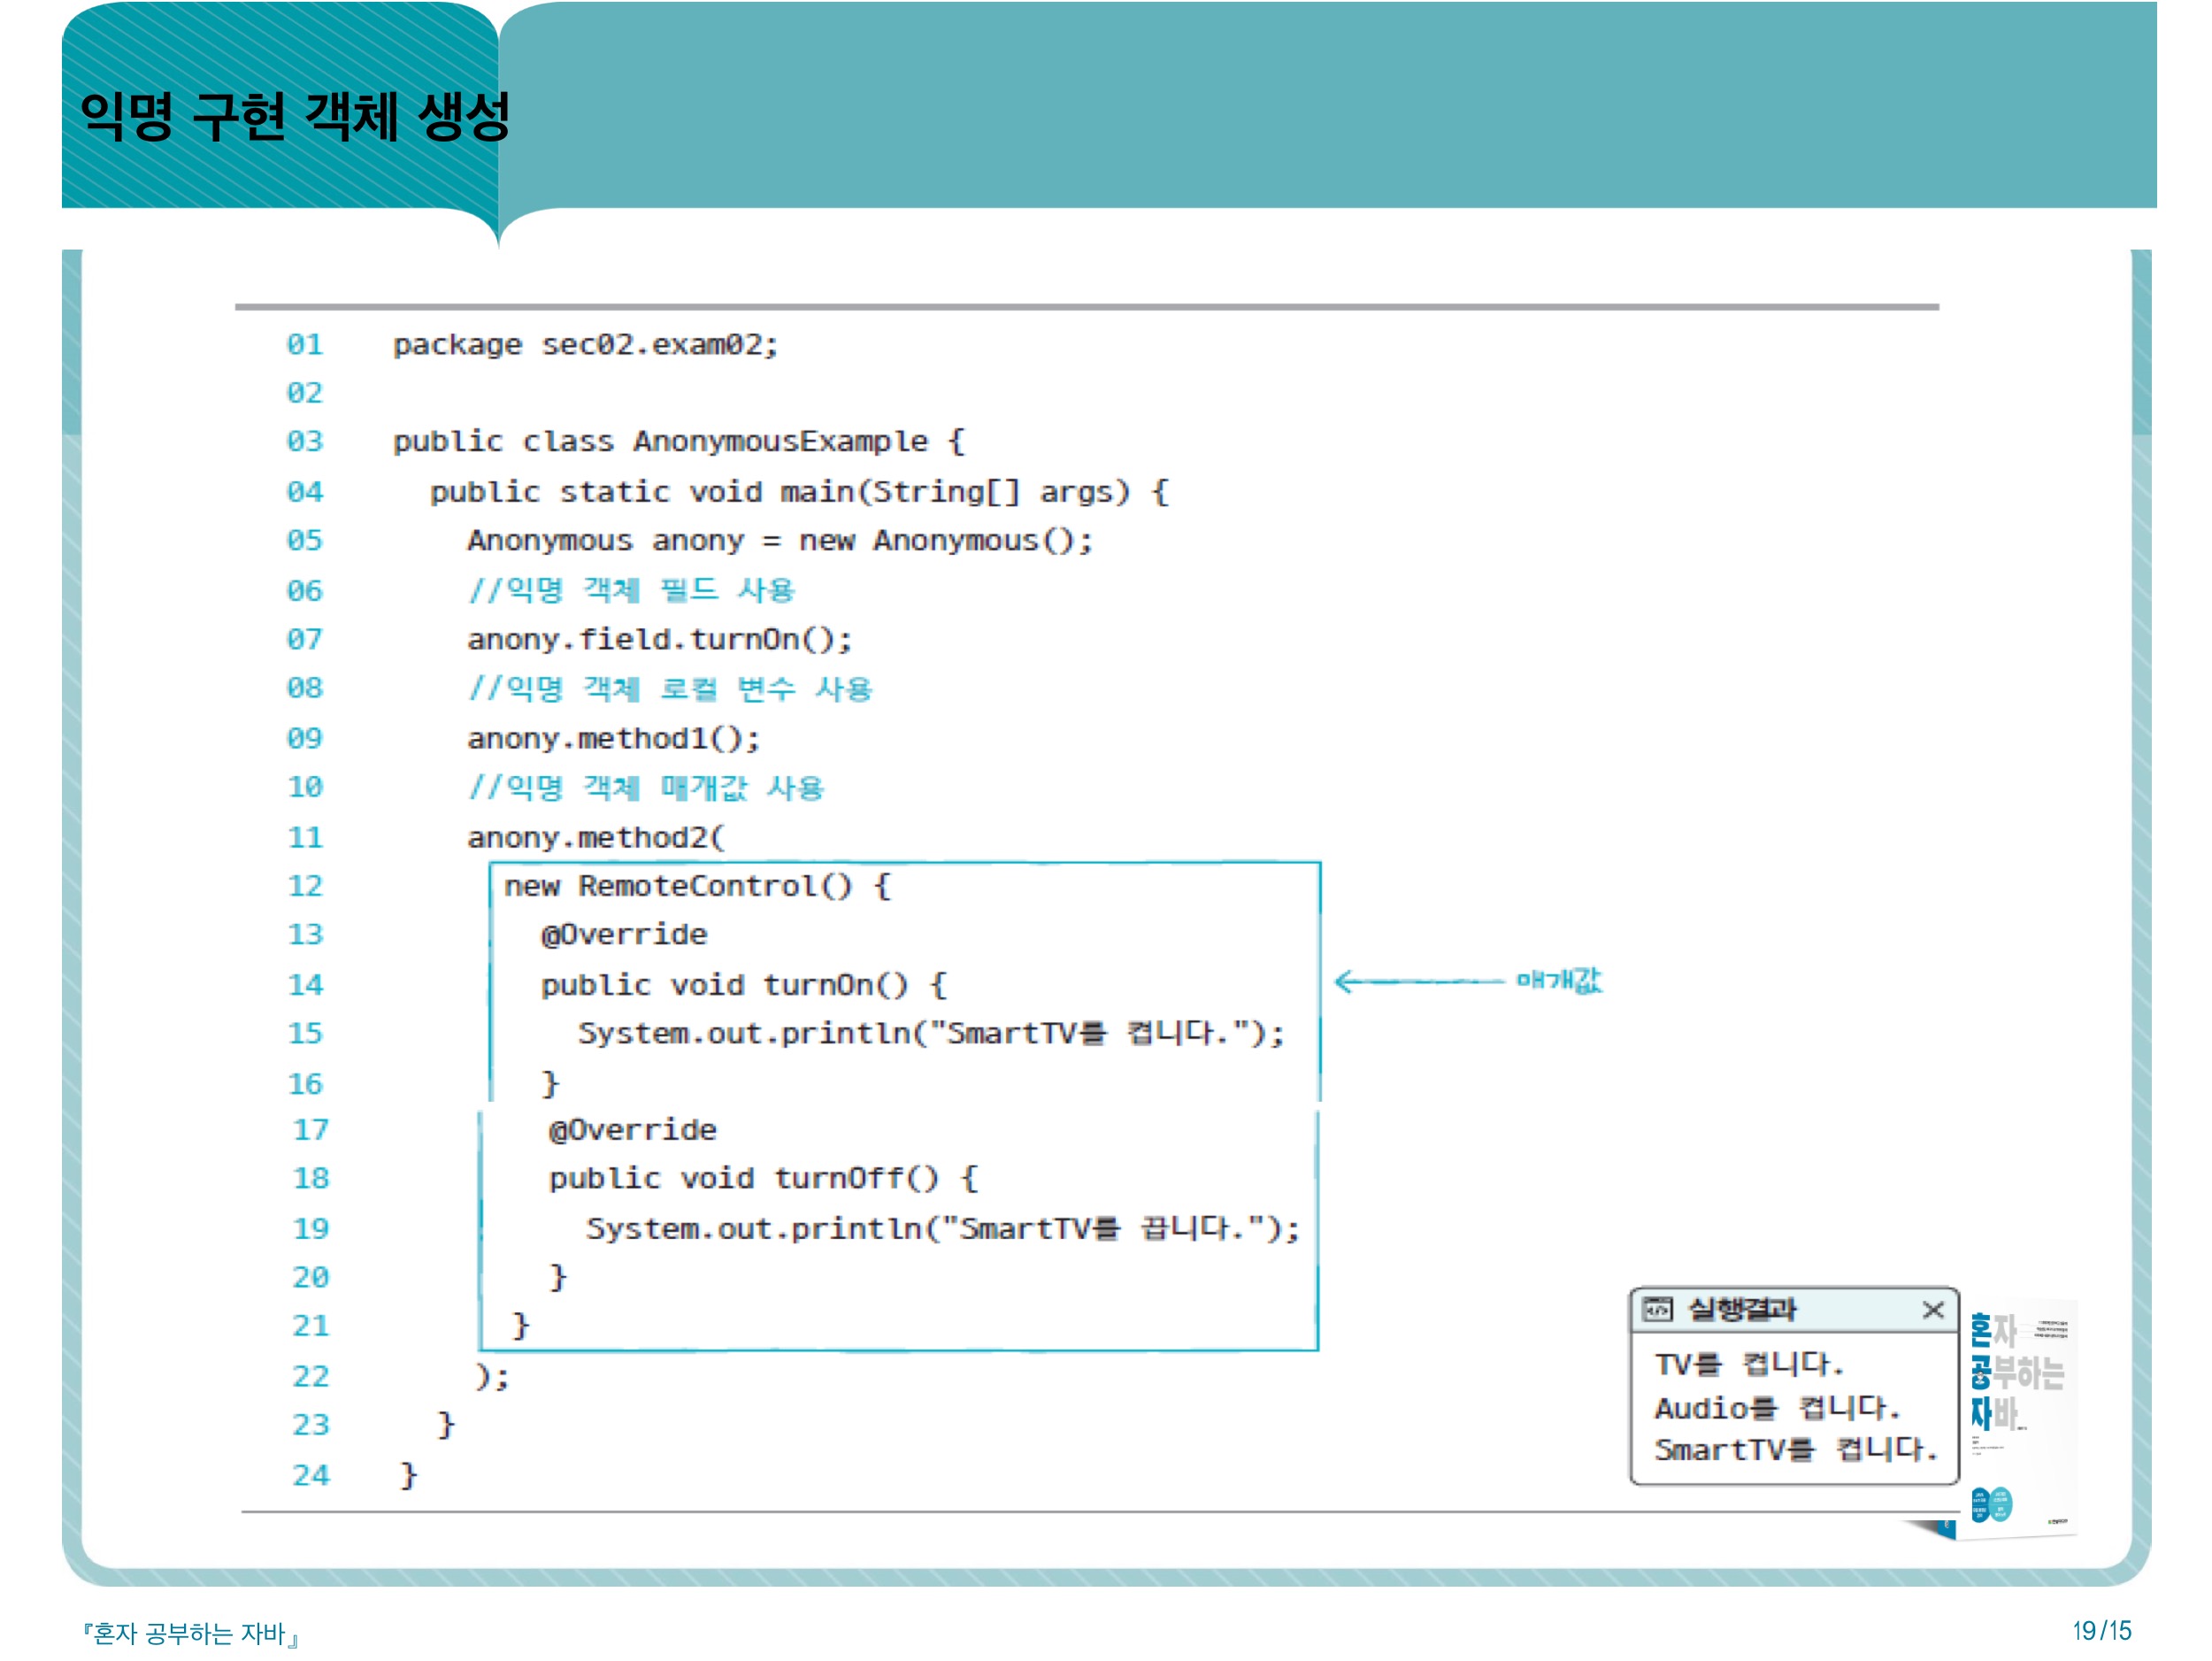 익명 구현 객체 생성
01 package sec02.exam02;
02
03 public class AnonymousExample {
04 public static void main(String[] args) {
05 Anonymous anony = new Anonymous();
06 //익명 객체 필드 사용
07 anony.field.turnOn();
08 //익명 객체 로컬 변수 사용
09 anony.method1();
10 //익명 객체 매개값 사용
11 anony.method2(
12 new RemoteControl() {
13 @Override
14 public void turnOn() {
매개값
15 System.out.println("SmartTV를 켭니다.");
16 }
17 @Override
18 public void turnOff() {
19 System.out.println("SmartTV를 끕니다.");
20 }
21 }
22 );
23 }
24 }
실행결과
TV를 켭니다.
Audio를 켭니다.
SmartTV를 켭니다.
혼자
공부하는
자바
『혼자 공부하는 자바』
19/15